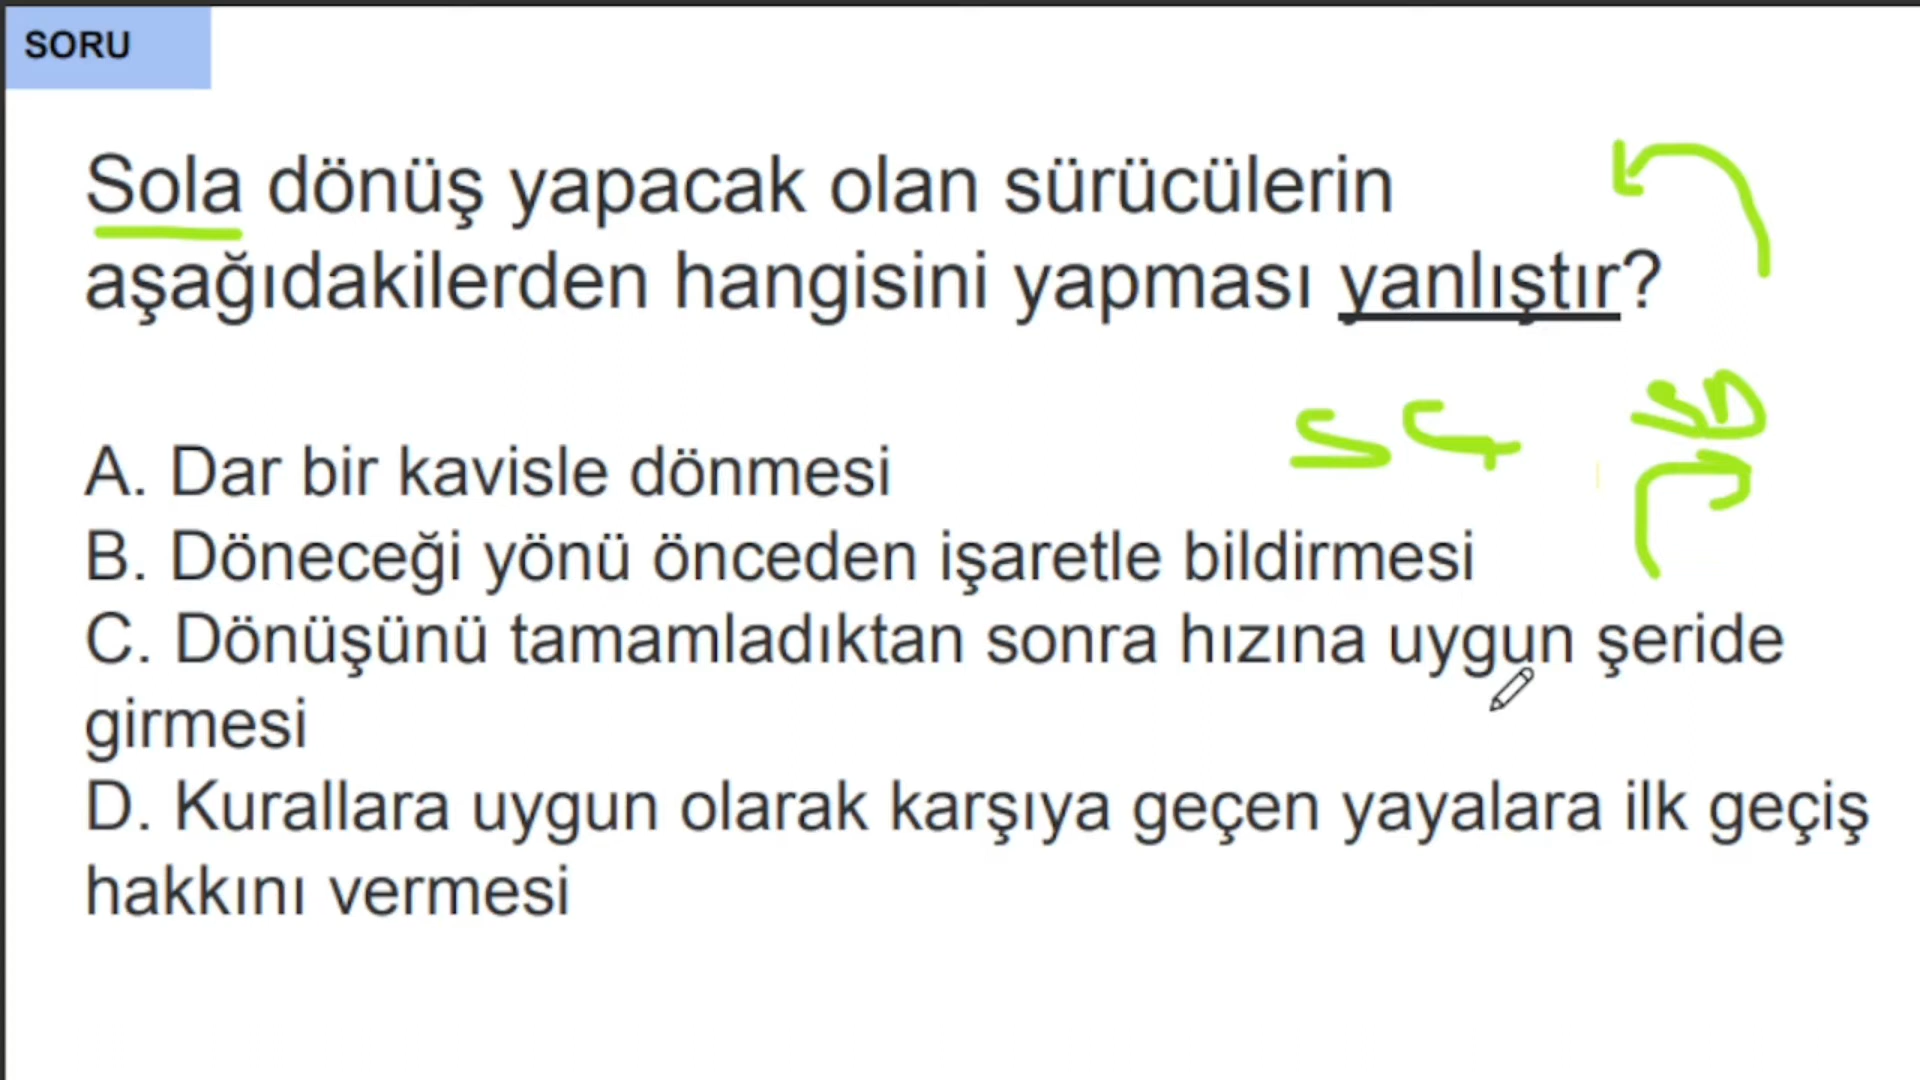 SORU
Sola dönüş yapacak olan sürücülerin
aşağıdakilerden hangisini yapması yanlıştır?
A. Dar bir kavisle dönmesi
B. Döneceği yönü önceden işaretle bildirmesi
C. Dönüşünü tamamladıktan sonra hızına uygun şeride
girmesi
D. Kurallara uygun olarak karşıya geçen yayalara ilk geçiş
hakkını vermesi